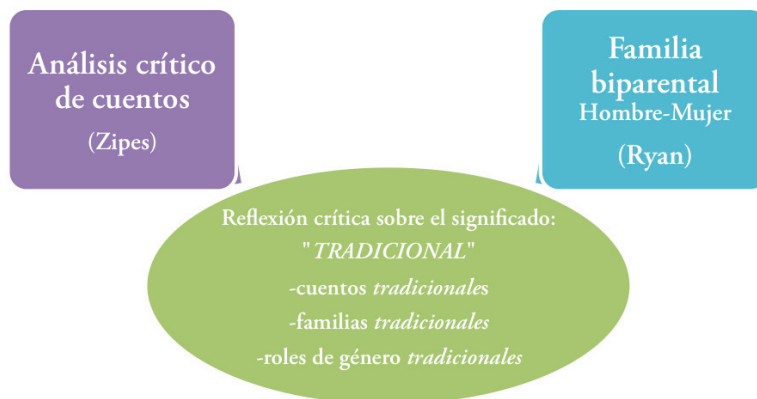 Análisis crítico
de cuentos
(Zipes)
Familia
biparental
Hombre-Mujer
(Ryan)
Reflexión crítica sobre el significado:
"TRADICIONAL"
-cuentos tradicionales
-familias tradicionales
-roles de género tradicionales